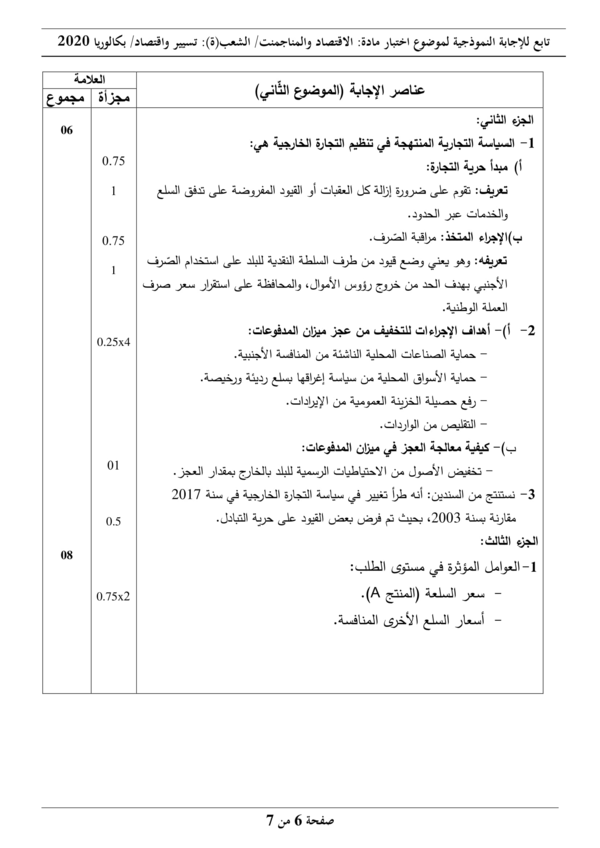 تابع للإجابة النموذجية لموضوع اختبار مادة: الاقتصاد والمناجمنت/ الشعب(ة): تسيير واقتصاد/ بكالوريا 2020
العلامة
عناصر الإجابة (الموضوع الثّاني)
مجزأة
مجموع
الجزء الثاني:
06
1- السياسة التجارية المنتهجة في تنظيم التجارة الخارجية هي:
أ) مبدأ حرية التجارة:
0.75
تعريف: تقوم على ضرورة إزالة كل العقبات أو القيود المفروضة على تدفق السلع
1
والخدمات عبر الحدود.
ب)الإجراء المتخذ: مراقبة الصّرف.
0.75
تعريفه: وهو يعني وضع قيود من طرف السلطة النقدية للبلد على استخدام الصّرف
1
الأجنبي بهدف الحد من خروج رؤوس الأموال، والمحافظة على استقرار سعر صرف
العملة الوطنية.
2- أ)- أهداف الإجراءات للتخفيف من عجز ميزان المدفوعات:
0.25x4
- حماية الصناعات المحلية الناشئة من المنافسة الأجنبية.
- حماية الأسواق المحلية من سياسة إغراقها بسلع رديئة ورخيصة.
- رفع حصيلة الخزينة العمومية من الإيرادات.
- التقليص من الواردات.
ب)- كيفية معالجة العجز في ميزان المدفوعات:
01
- تخفيض الأصول من الاحتياطيات الرسمية للبلد بالخارج بمقدار العجز.
3- نستنتج من السندين: أنه طرأ تغيير في سياسة التجارة الخارجية في سنة 2017
مقارنة بسنة 2003، بحيث تم فرض بعض القيود على حرية التبادل.
0.5
الجزء الثالث:
08
1-العوامل المؤثرة في مستوى الطلب:
- سعر السلعة (المنتج A).
0.75x2
- أسعار السلع الأخرى المنافسة.
صفحة 6 من 7